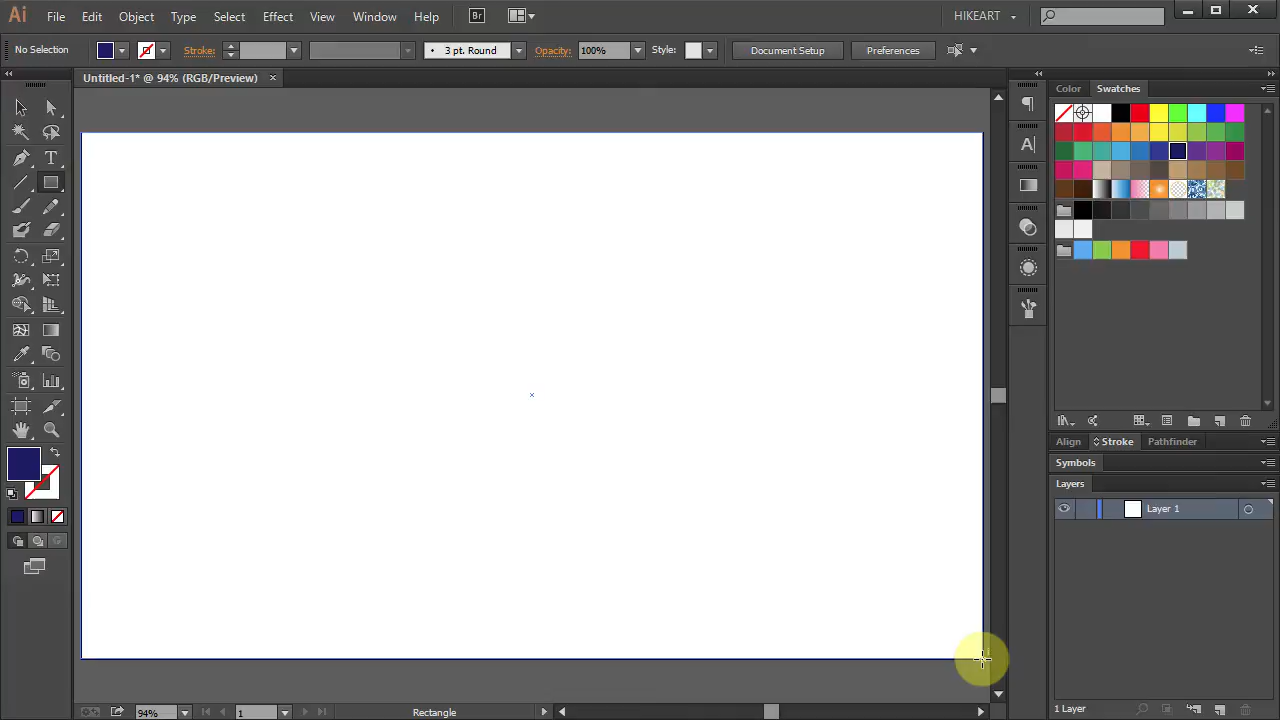 Ai File Edit Object Type Select Effect View Window Help Br HIKEART
No Selection Stroke: 3 pt. Round Opacity: 100% Style: Document Setup Preferences
Untitled-1* @ 94% (RGB/Preview)
Color Swatches
Align Stroke Pathfinder
Symbols
Layers
Layer 1
1 Layer
94% 1 Rectangle